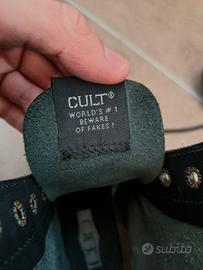 CULT®
WORLD'S #1
BEWARE
OF FAKES!
subito